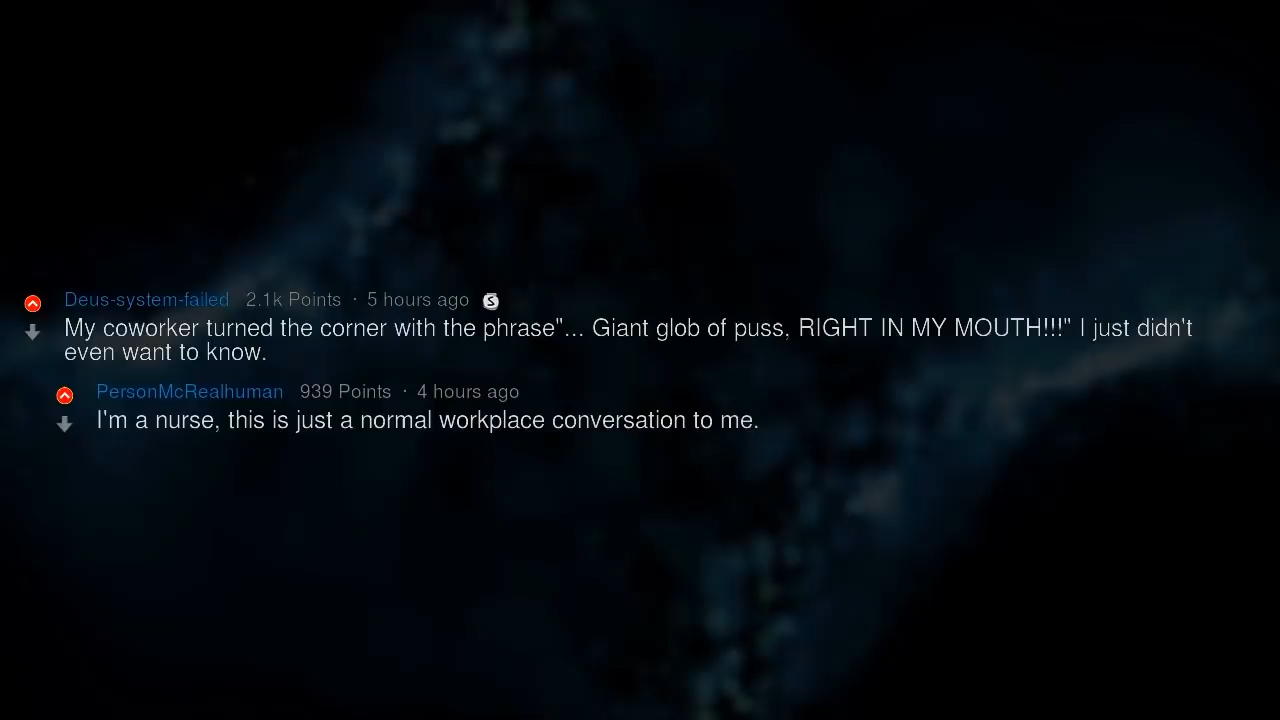 Deus-system-failed 2.1k Points · 5 hours ago S
My coworker turned the corner with the phrase"... Giant glob of puss, RIGHT IN MY MOUTH!!!" I just didn't
even want to know.
PersonMcRealhuman 939 Points · 4 hours ago
I'm a nurse, this is just a normal workplace conversation to me.